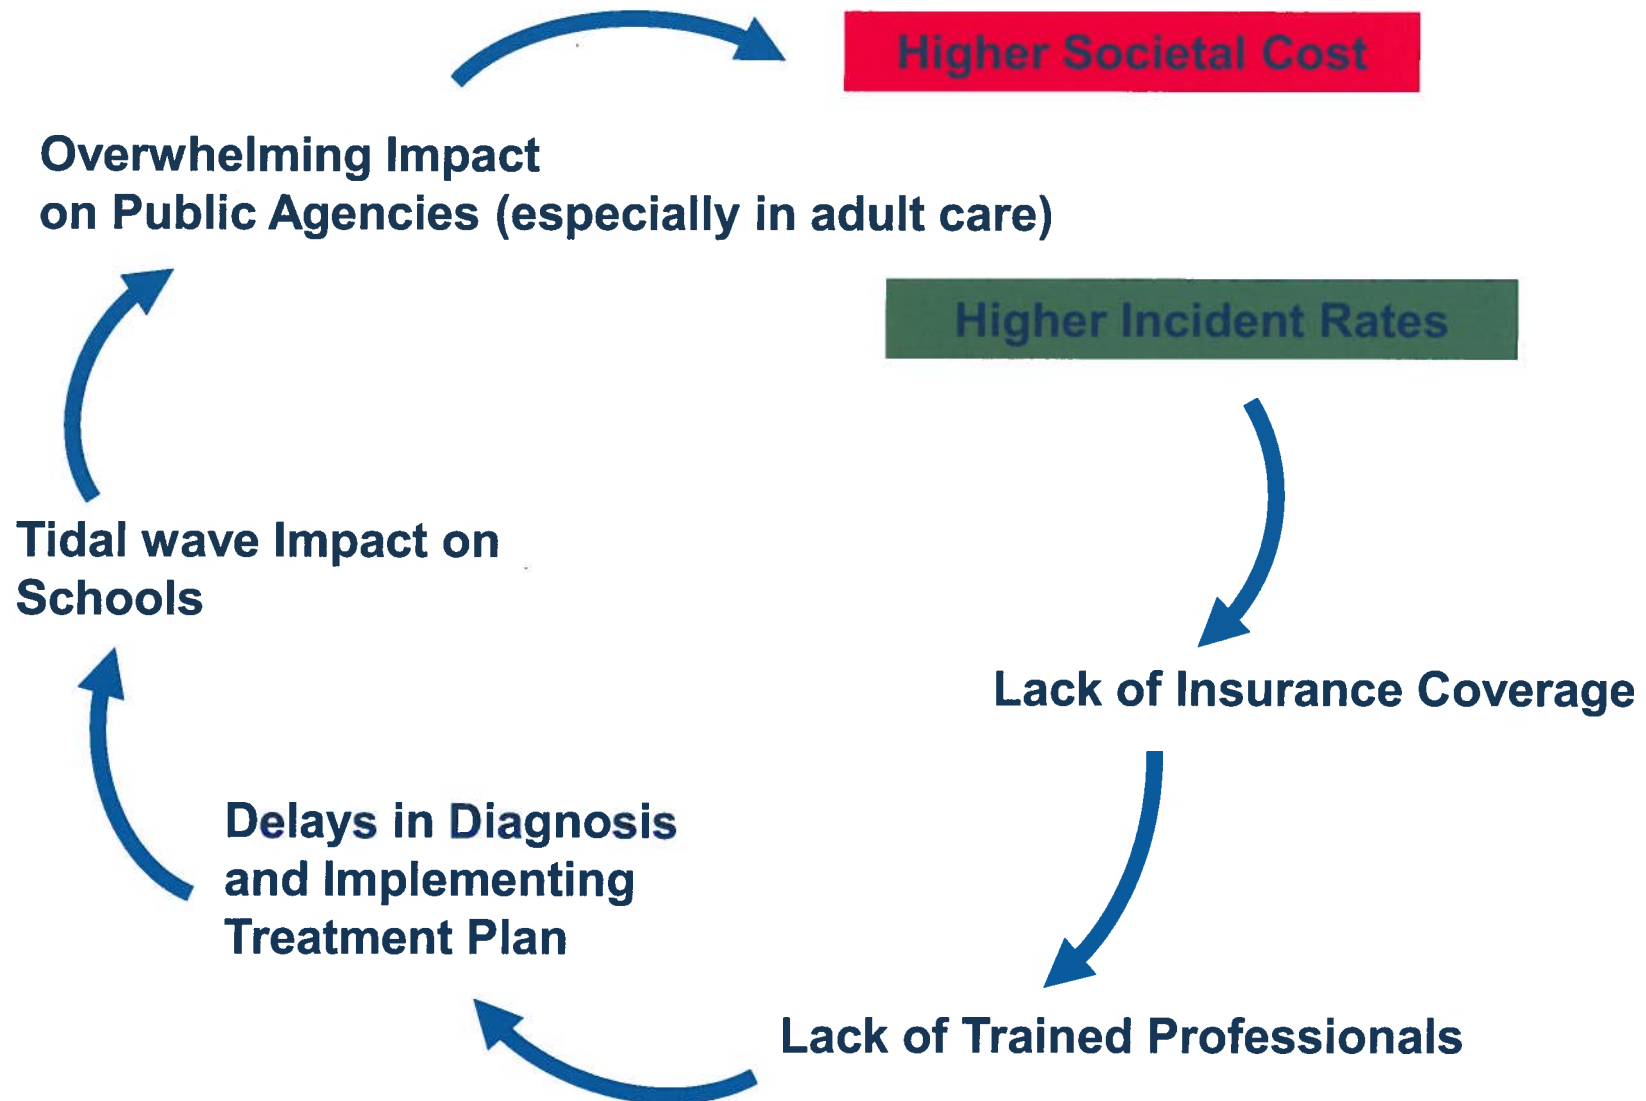 Higher Societal Cost
Overwhelming Impact
on Public Agencies (especially in adult care)
Higher Incident Rates
Tidal wave Impact on
Schools
Lack of Insurance Coverage
Delays in Diagnosis
and Implementing
Treatment Plan
Lack of Trained Professionals